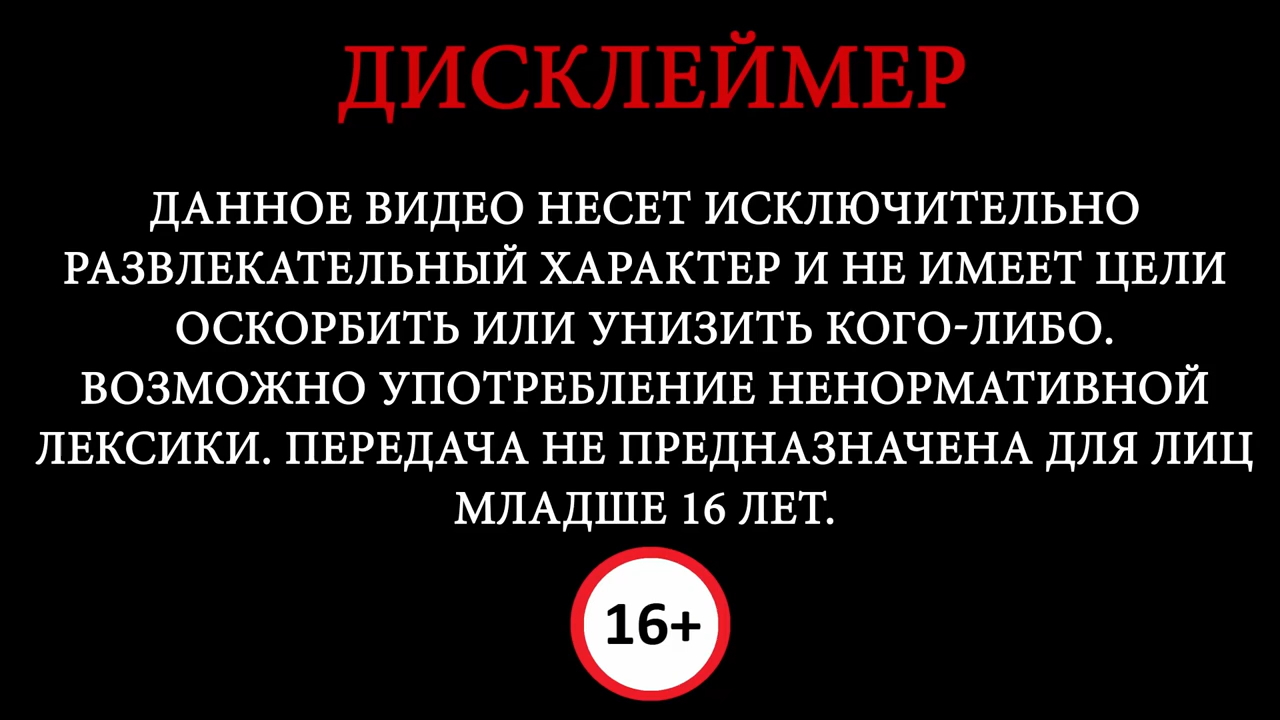 ДИСКЛЕЙМЕР
ДАННОЕ ВИДЕО НЕСЕТ ИСКЛЮЧИТЕЛЬНО
РАЗВЛЕКАТЕЛЬНЫЙ ХАРАКТЕР И НЕ ИМЕЕТ ЦЕЛИ
ОСКОРБИТЬ ИЛИ УНИЗИТЬ КОГО-ЛИБО.
ВОЗМОЖНО УПОТРЕБЛЕНИЕ НЕНОРМАТИВНОЙ
ЛЕКСИКИ. ПЕРЕДАЧА НЕ ПРЕДНАЗНАЧЕНА ДЛЯ ЛИЦ
МЛАДШЕ 16 ЛЕТ.
16+